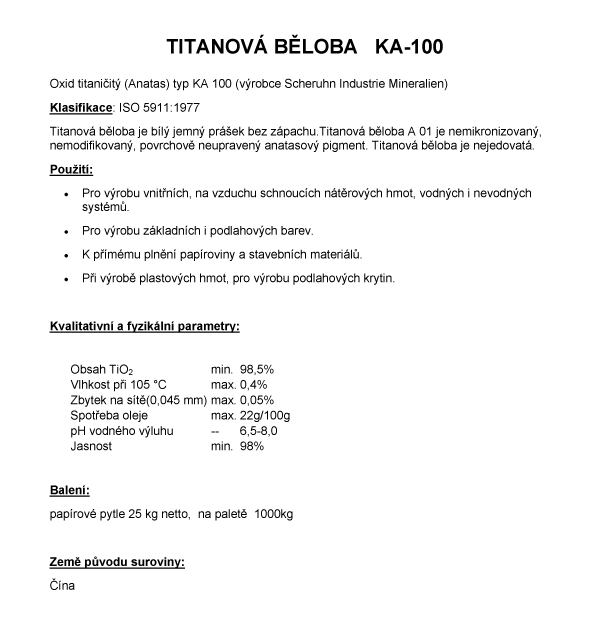 TITANOVÁ BĚLOBA KA-100
Oxid titaničitý (Anatas) typ KA 100 (výrobce Scheruhn Industrie Mineralien)
Klasifikace: ISO 5911:1977
Titanová běloba je bílý jemný prášek bez zápachu.Titanová běloba A 01 je nemikronizovaný,
nemodifikovaný, povrchově neupravený anatasový pigment. Titanová běloba je nejedovatá.
Použití:
• Pro výrobu vnitřních, na vzduchu schnoucích nátěrových hmot, vodných i nevodných
systémů.
• Pro výrobu základních i podlahových barev.
• K přímému plnění papíroviny a stavebních materiálů.
• Při výrobě plastových hmot, pro výrobu podlahových krytin.
Kvalitativní a fyzikální parametry:
Obsah TiO₂ min. 98,5%
Vlhkost při 105 °C max. 0,4%
Zbytek na sítě(0,045 mm) max. 0,05%
Spotřeba oleje max. 22g/100g
pH vodného výluhu -- 6,5-8,0
Jasnost min. 98%
Balení:
papírové pytle 25 kg netto, na paletě 1000kg
Země původu suroviny:
Čína